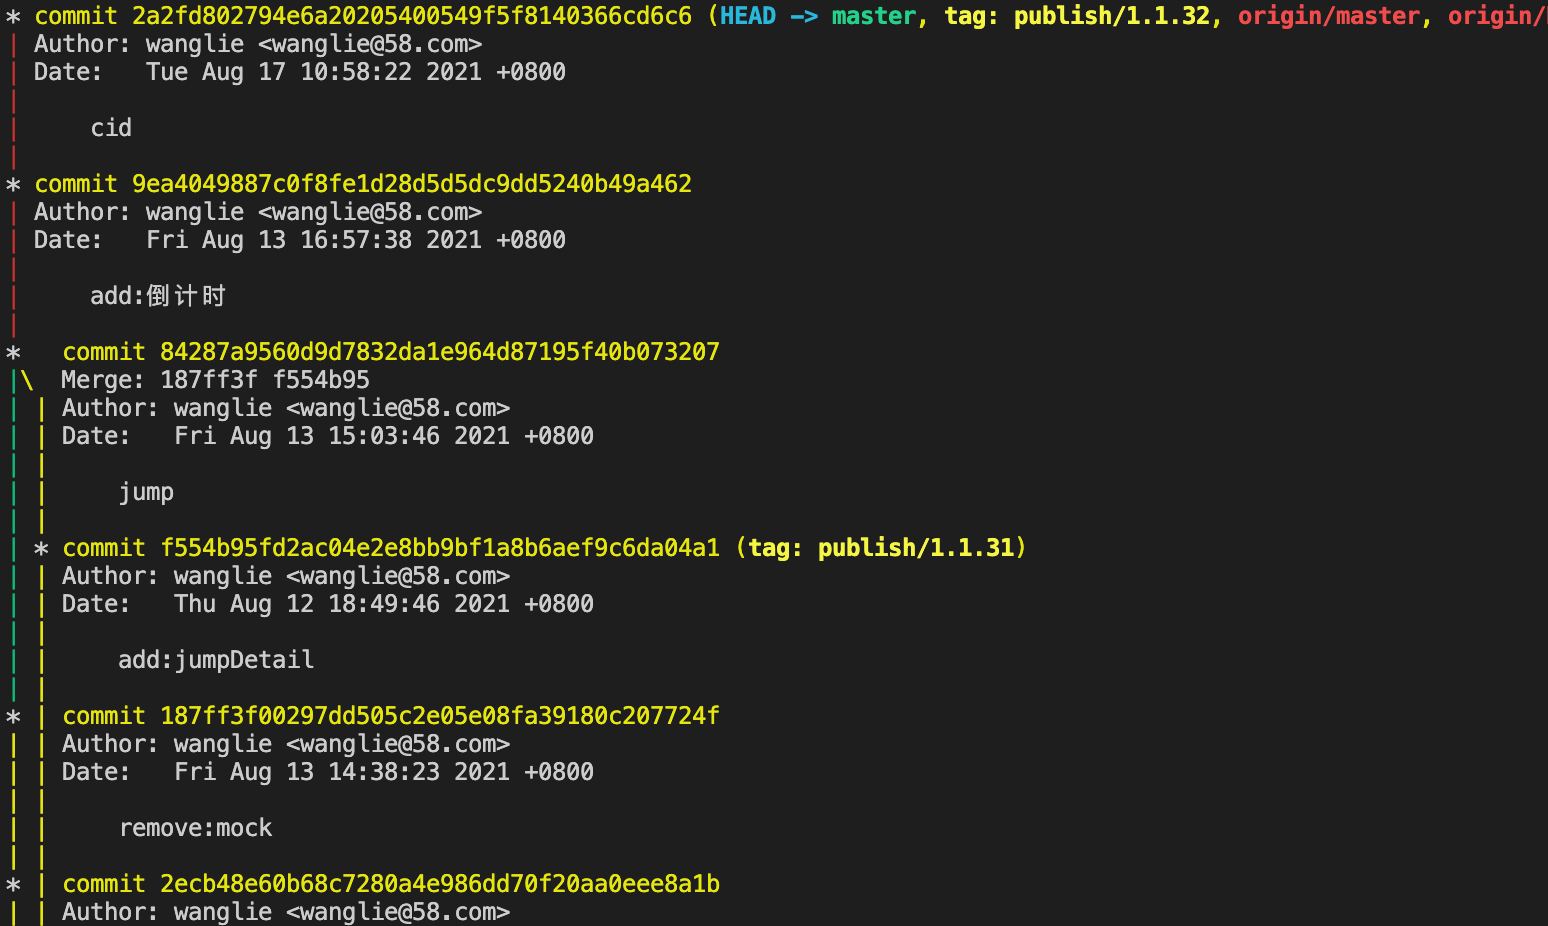 * commit 2a2fd802794e6a20205400549f5f8140366cd6c6 (HEAD -> master, tag: publish/1.1.32, origin/master, origin/
| Author: wanglie <wanglie@58.com>
| Date:   Tue Aug 17 10:58:22 2021 +0800
|
|     cid
|
* commit 9ea4049887c0f8fe1d28d5d5dc9dd5240b49a462
| Author: wanglie <wanglie@58.com>
| Date:   Fri Aug 13 16:57:38 2021 +0800
|
|     add:倒计时
|
*   commit 84287a9560d9d7832da1e964d87195f40b073207
|\  Merge: 187ff3f f554b95
| | Author: wanglie <wanglie@58.com>
| | Date:   Fri Aug 13 15:03:46 2021 +0800
| |
| |     jump
| |
| * commit f554b95fd2ac04e2e8bb9bf1a8b6aef9c6da04a1 (tag: publish/1.1.31)
| | Author: wanglie <wanglie@58.com>
| | Date:   Thu Aug 12 18:49:46 2021 +0800
| |
| |     add:jumpDetail
| |
* | commit 187ff3f00297dd505c2e05e08fa39180c207724f
| | Author: wanglie <wanglie@58.com>
| | Date:   Fri Aug 13 14:38:23 2021 +0800
| |
| |     remove:mock
| |
* | commit 2ecb48e60b68c7280a4e986dd70f20aa0eee8a1b
| | Author: wanglie <wanglie@58.com>